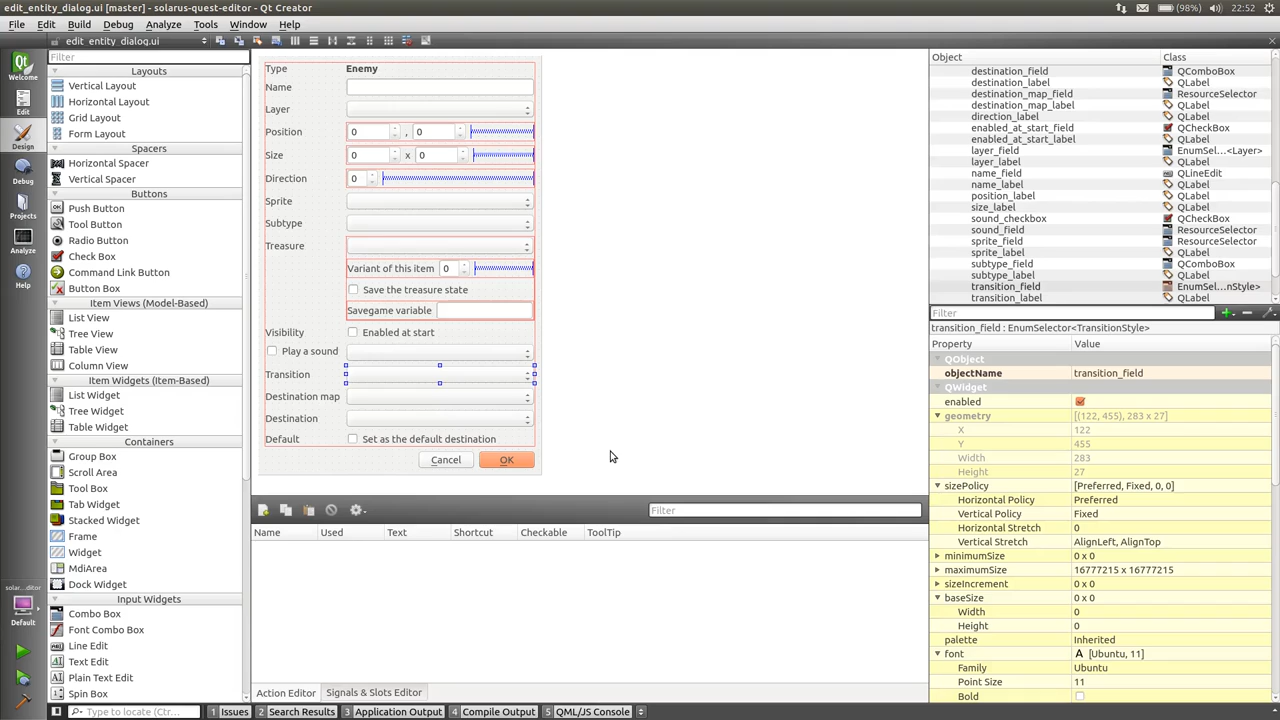 edit_entity_dialog.ui [master] - solarus-quest-editor - Qt Creator
(98%)
22:52
File Edit Build Debug Analyze Tools Window Help
edit_entity_dialog.ui
Welcome
Edit
Design
Debug
Projects
Analyze
Help
solar...ditor
Default
Filter
Layouts
Vertical Layout
Horizontal Layout
Grid Layout
Form Layout
Spacers
Horizontal Spacer
Vertical Spacer
Buttons
Push Button
Tool Button
Radio Button
Check Box
Command Link Button
Button Box
Item Views (Model-Based)
List View
Tree View
Table View
Column View
Item Widgets (Item-Based)
List Widget
Tree Widget
Table Widget
Containers
Group Box
Scroll Area
Tool Box
Tab Widget
Stacked Widget
Frame
Widget
MdiArea
Dock Widget
Input Widgets
Combo Box
Font Combo Box
Line Edit
Text Edit
Plain Text Edit
Spin Box
Type Enemy
Name
Layer
Position 0 , 0
Size 0 x 0
Direction 0
Sprite
Subtype
Treasure
Variant of this item 0
Save the treasure state
Savegame variable
Visibility Enabled at start
Play a sound
Transition
Destination map
Destination
Default Set as the default destination
Cancel OK
Filter
Name Used Text Shortcut Checkable ToolTip
Action Editor Signals & Slots Editor
Object Class
destination_field QComboBox
destination_label QLabel
destination_map_field ResourceSelector
destination_map_label QLabel
direction_label QLabel
enabled_at_start_field QCheckBox
enabled_at_start_label QLabel
layer_field EnumSel...<Layer>
layer_label QLabel
name_field QLineEdit
name_label QLabel
position_label QLabel
size_label QLabel
sound_checkbox QCheckBox
sound_field ResourceSelector
sprite_field ResourceSelector
sprite_label QLabel
subtype_field QComboBox
subtype_label QLabel
transition_field EnumSel...nStyle>
transition_label QLabel
Filter
transition_field : EnumSelector<TransitionStyle>
Property Value
QObject
objectName transition_field
QWidget
enabled
geometry [(122, 455), 283 x 27]
X 122
Y 455
Width 283
Height 27
sizePolicy [Preferred, Fixed, 0, 0]
Horizontal Policy Preferred
Vertical Policy Fixed
Horizontal Stretch 0
Vertical Stretch AlignLeft, AlignTop
minimumSize 0 x 0
maximumSize 16777215 x 16777215
sizeIncrement 0 x 0
baseSize 0 x 0
Width 0
Height 0
palette Inherited
font A [Ubuntu, 11]
Family Ubuntu
Point Size 11
Bold
Type to locate (Ctrl... 1 Issues 2 Search Results 3 Application Output 4 Compile Output 5 QML/JS Console